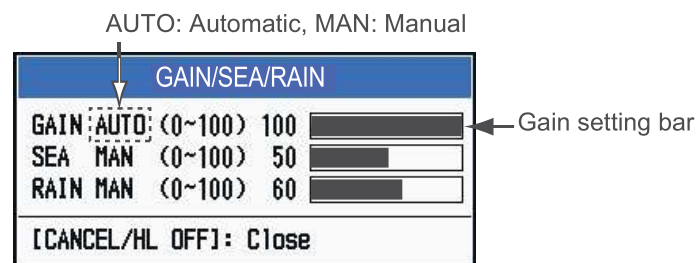 AUTO: Automatic, MAN: Manual
GAIN/SEA/RAIN
GAIN AUTO (0~100) 100
Gain setting bar
SEA MAN (0~100) 50
RAIN MAN (0~100) 60
[CANCEL/HL OFF]: Close